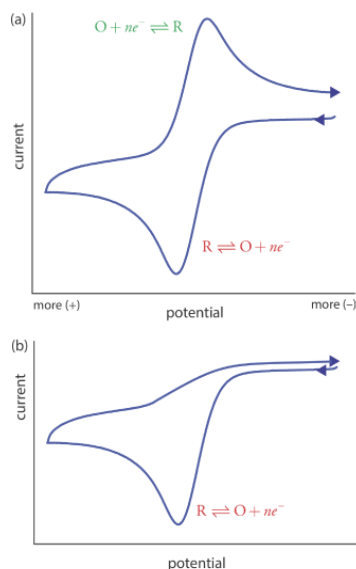 (a)
O + ne⁻ ⇌ R
current
R ⇌ O + ne⁻
more (+)
potential
more (–)
(b)
current
R ⇌ O + ne⁻
potential